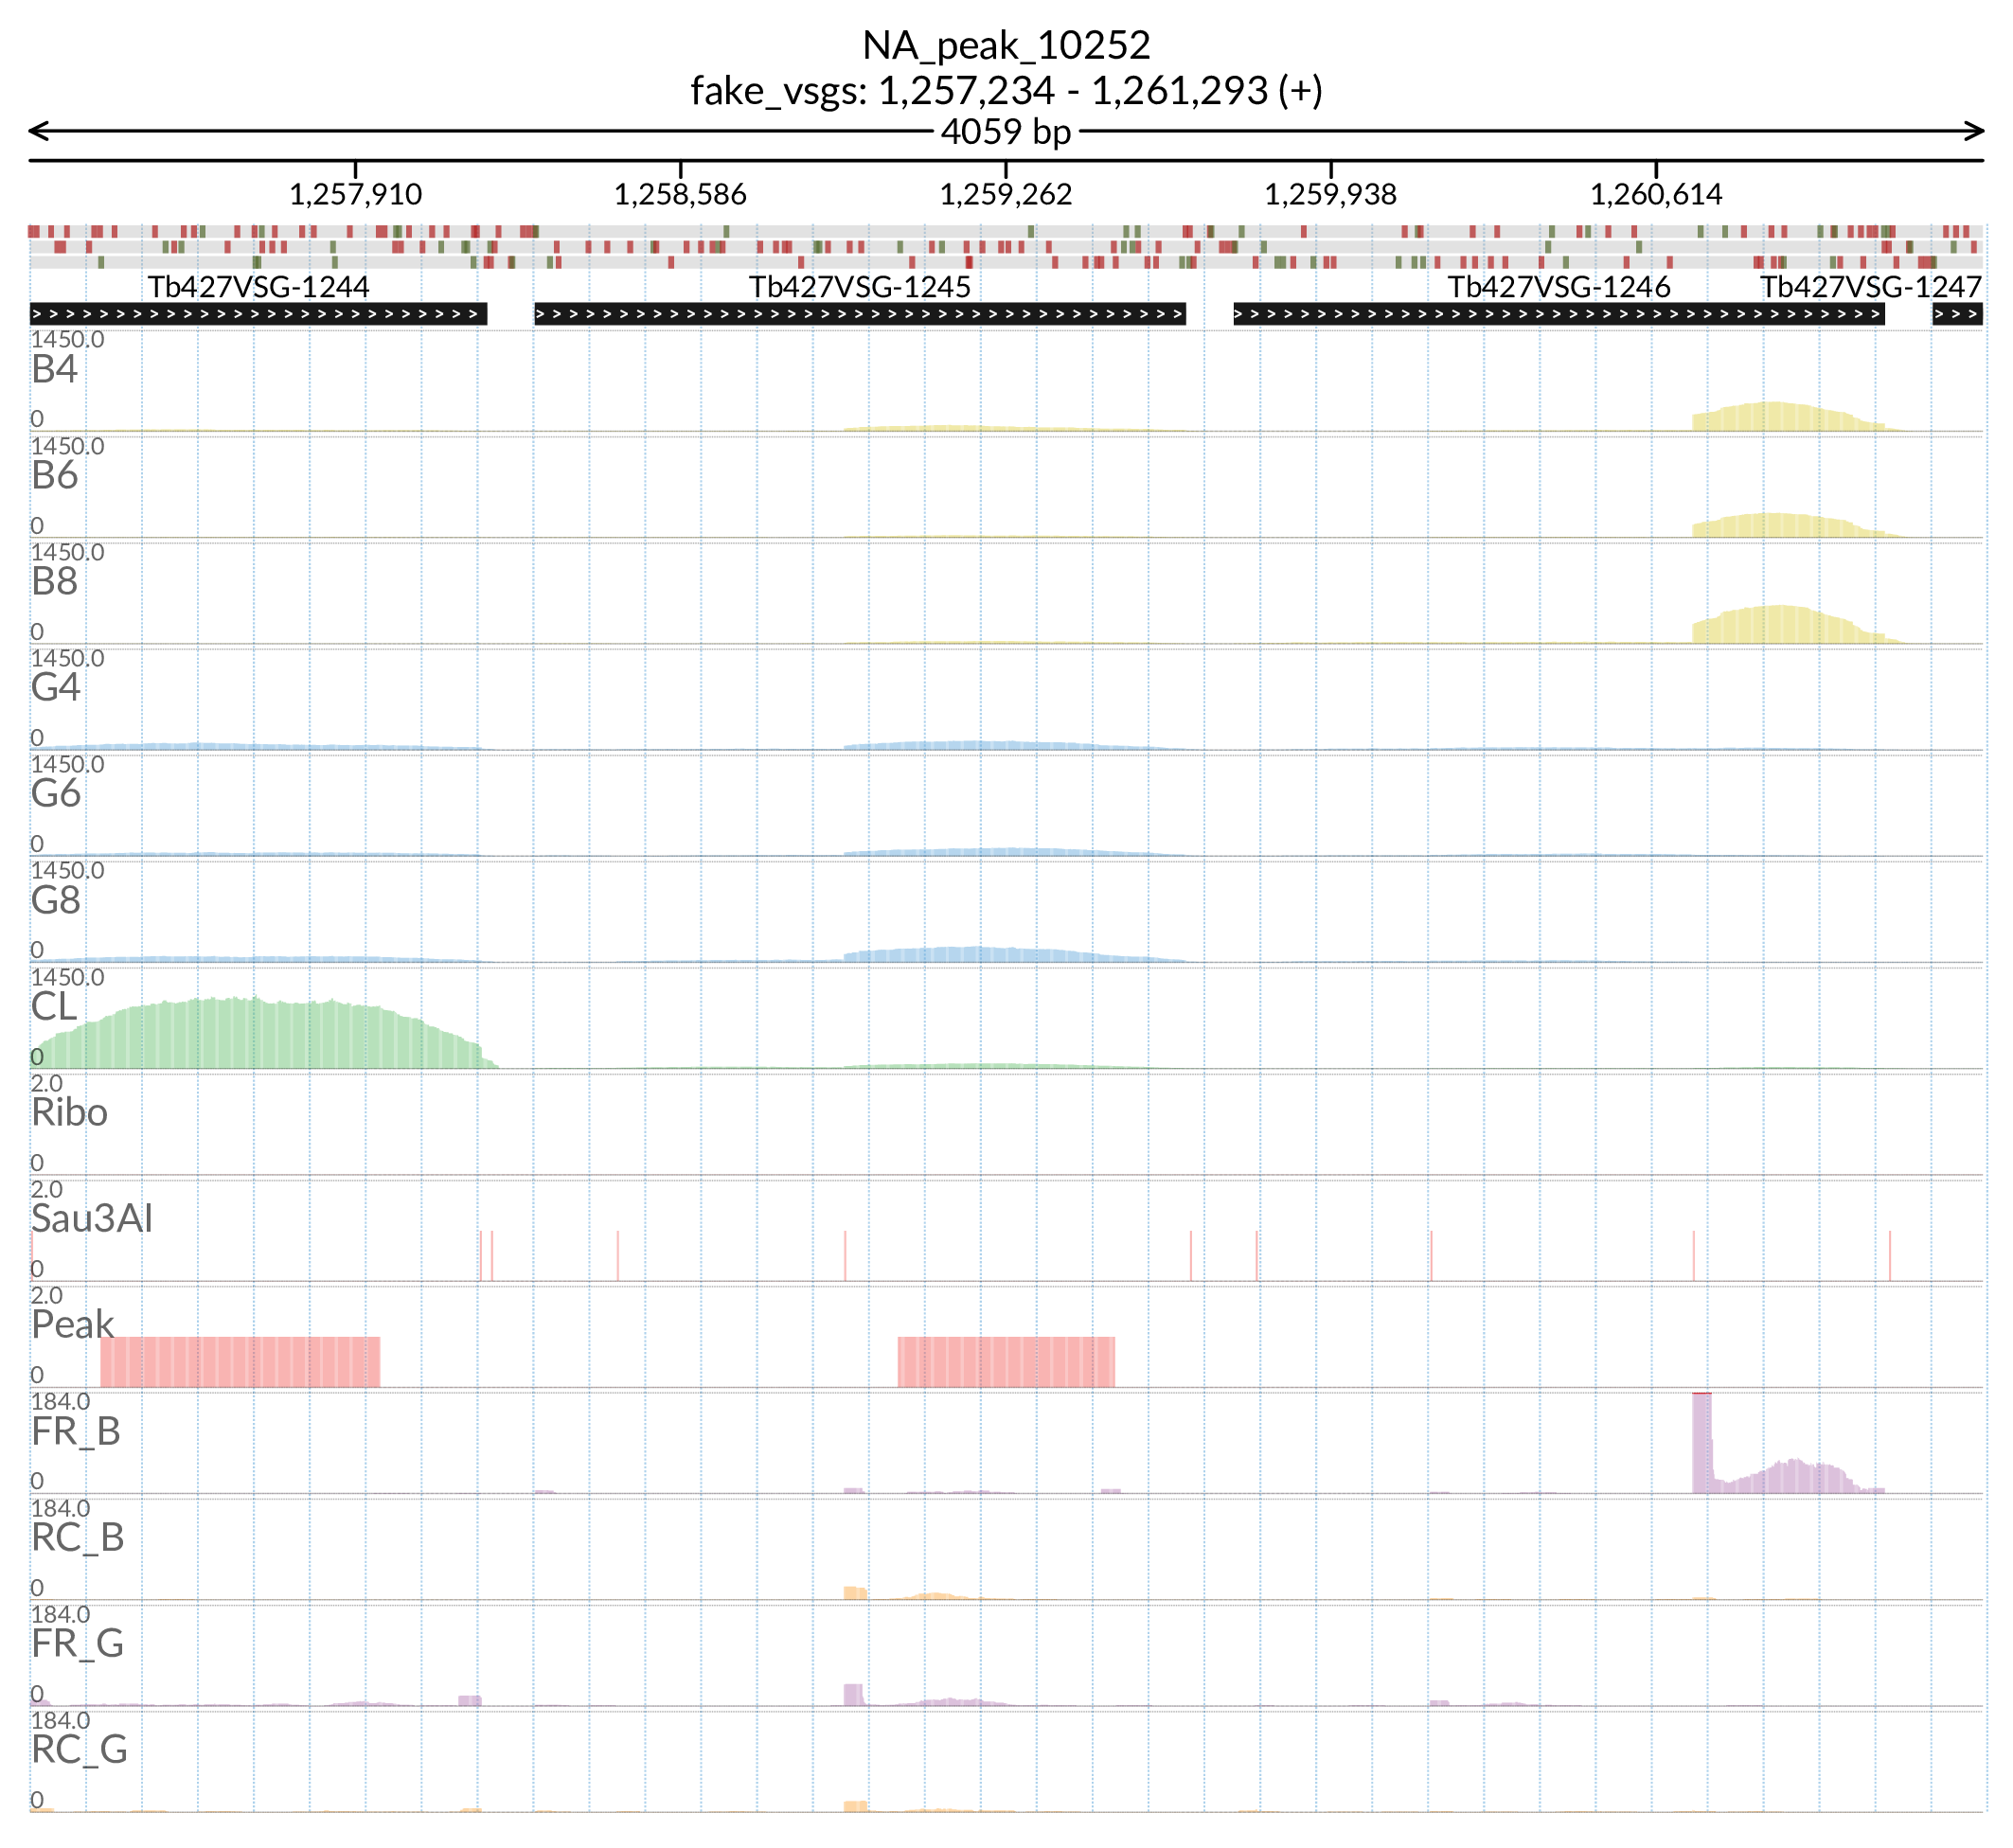 NA_peak_10252
fake_vsgs: 1,257,234 - 1,261,293 (+)
4059 bp
1,257,910 1,258,586 1,259,262 1,259,938 1,260,614
Tb427VSG-1244 Tb427VSG-1245 Tb427VSG-1246 Tb427VSG-1247
1450.0
B4
0
1450.0
B6
0
1450.0
B8
0
1450.0
G4
0
1450.0
G6
0
1450.0
G8
0
1450.0
CL
0
2.0
Ribo
0
2.0
Sau3AI
0
2.0
Peak
0
184.0
FR_B
0
184.0
RC_B
0
184.0
FR_G
0
184.0
RC_G
0